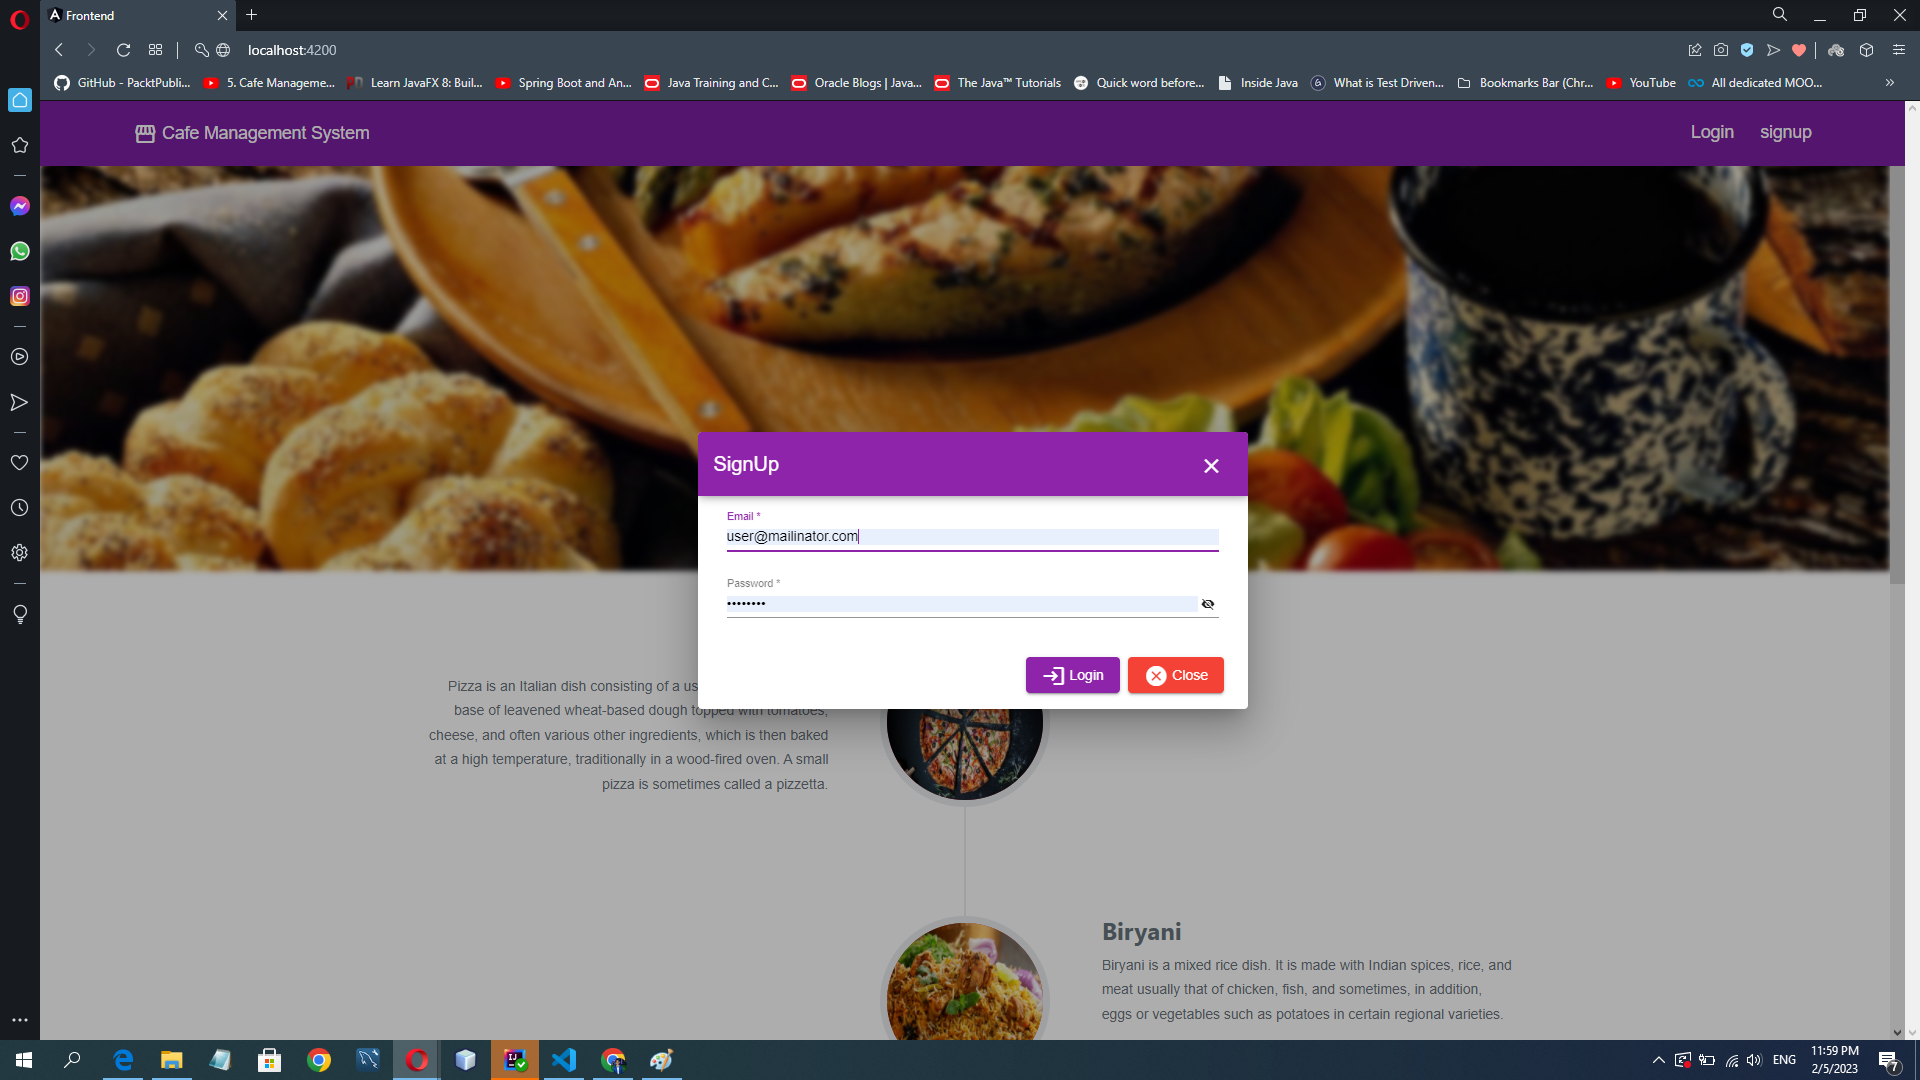 Frontend
localhost:4200
GitHub - PacktPubli... 5. Cafe Manageme... Learn JavaFX 8: Buil... Spring Boot and An... Java Training and C... Oracle Blogs | Java... The Java™ Tutorials Quick word before... Inside Java What is Test Driven... Bookmarks Bar (Chr... YouTube All dedicated MOO... »
Cafe Management System Login signup
SignUp
Email *
user@mailinator.com
Password *
••••••••
Login Close
Pizza is an Italian dish consisting of a us
base of leavened wheat-based dough topped with tomatoes,
cheese, and often various other ingredients, which is then baked
at a high temperature, traditionally in a wood-fired oven. A small
pizza is sometimes called a pizzetta.
Biryani
Biryani is a mixed rice dish. It is made with Indian spices, rice, and
meat usually that of chicken, fish, and sometimes, in addition,
eggs or vegetables such as potatoes in certain regional varieties.
ENG
11:59 PM
2/5/2023
7